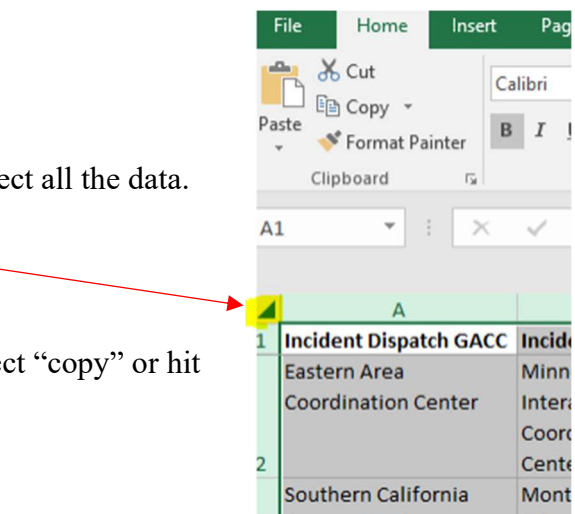 ect all the data.
ect “copy” or hit
File Home Insert Pag
Cut
Copy
Paste
Format Painter
Clipboard
Calibri
B I U
A1
A
1 Incident Dispatch GACC Incide
Eastern Area Minn
Coordination Center Intera
Coord
2 Cente
Southern California Mont